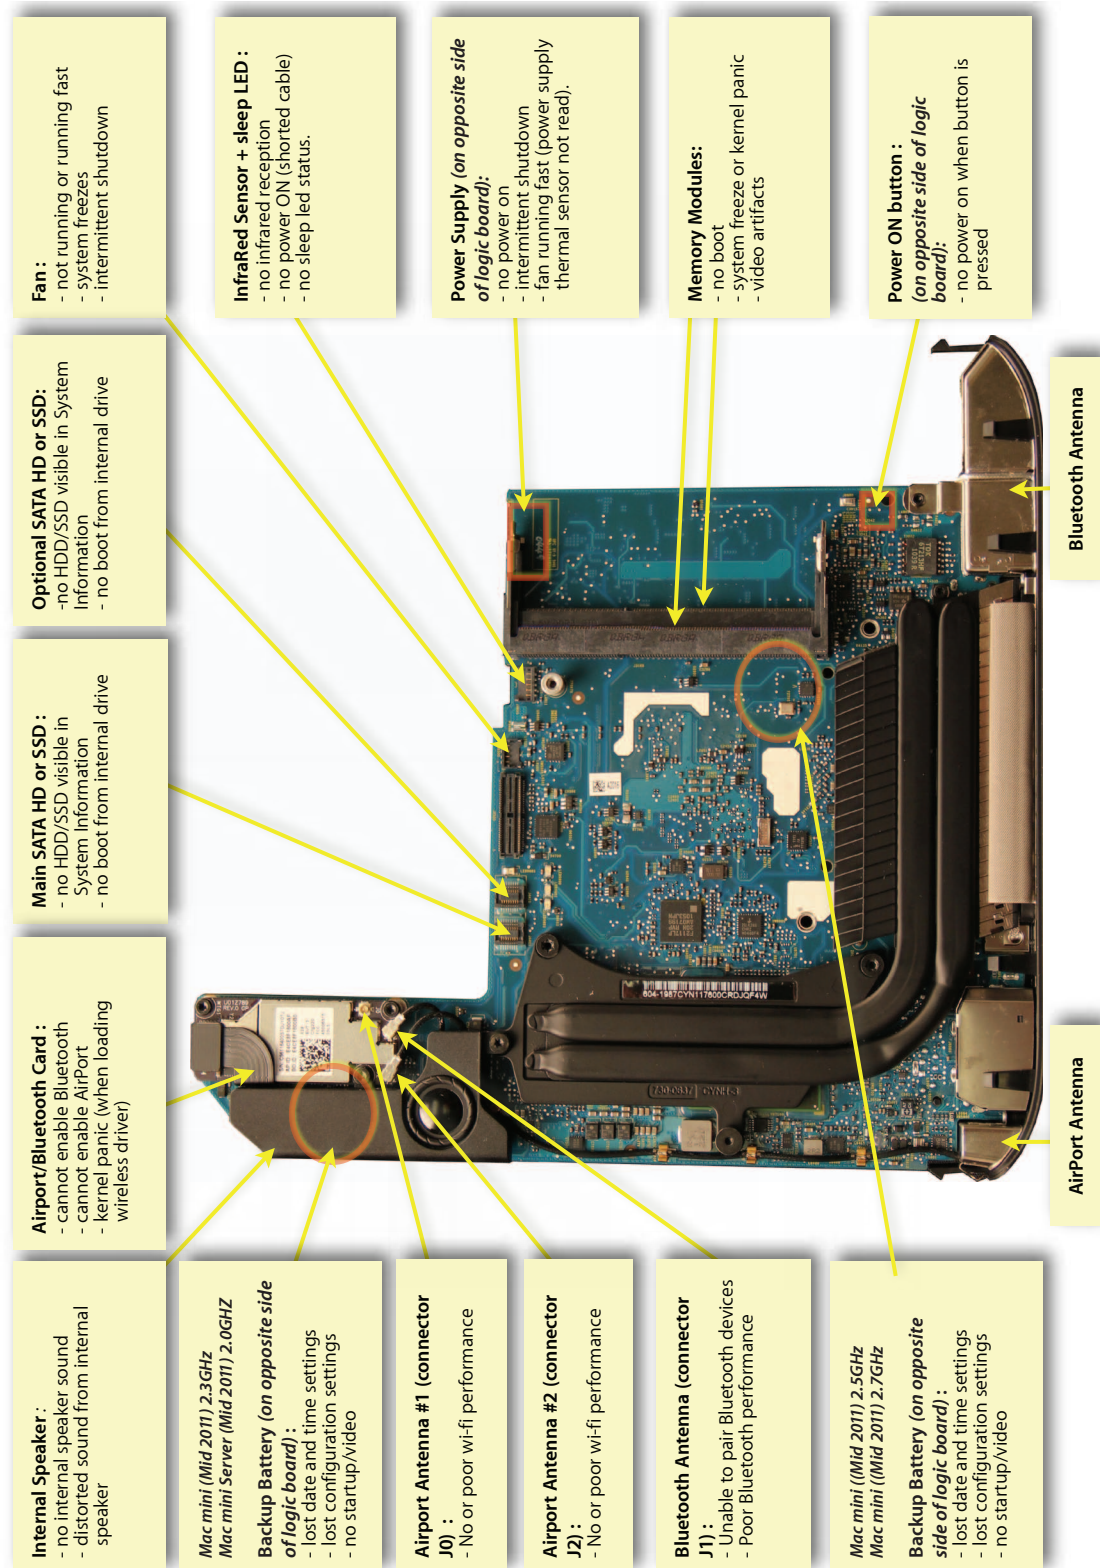 Internal Speaker :
- no internal speaker sound
- distorted sound from internal
speaker
Airport/Bluetooth Card :
- cannot enable Bluetooth
- cannot enable AirPort
- kernel panic (when loading
wireless driver)
Main SATA HD or SSD :
- no HDD/SSD visible in
System Information
- no boot from internal drive
Optional SATA HD or SSD:
-no HDD/SSD visible in System
Information
- no boot from internal drive
Fan :
- not running or running fast
- system freezes
- intermittent shutdown
Mac mini (Mid 2011) 2.3GHz
Mac mini Server (Mid 2011) 2.0GHZ
Backup Battery (on opposite side
of logic board) :
- lost date and time settings
- lost configuration settings
- no startup/video
InfraRed Sensor + sleep LED :
- no infrared reception
- no power ON (shorted cable)
- no sleep led status.
Airport Antenna #1 (connector
J0) :
- No or poor wi-fi performance
Power Supply (on opposite side
of logic board):
- no power on
- intermittent shutdown
- fan running fast (power supply
thermal sensor not read).
Airport Antenna #2 (connector
J2) :
- No or poor wi-fi performance
Bluetooth Antenna (connector
J1) :
- Unable to pair Bluetooth devices
- Poor Bluetooth performance
Memory Modules:
- no boot
- system freeze or kernel panic
- video artifacts
Mac mini ((Mid 2011) 2.5GHz
Mac mini ((Mid 2011) 2.7GHz
Backup Battery (on opposite
side of logic board) :
- lost date and time settings
- lost configuration settings
- no startup/video
Power ON button :
(on opposite side of logic
board):
- no power on when button is
pressed
604-1987CYN117600CRDJQF4W
AirPort Antenna
Bluetooth Antenna